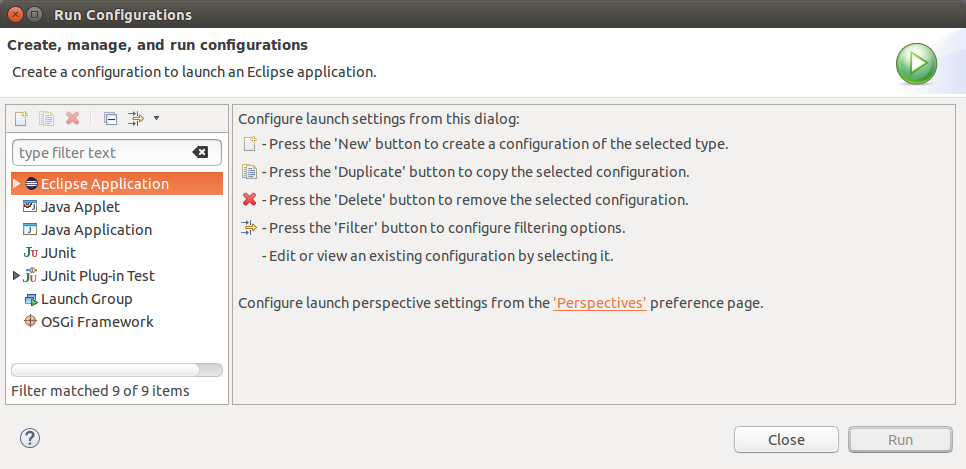 Run Configurations
Create, manage, and run configurations
Create a configuration to launch an Eclipse application.
type filter text
Eclipse Application
Java Applet
Java Application
JUnit
JUnit Plug-in Test
Launch Group
OSGi Framework
Filter matched 9 of 9 items
Configure launch settings from this dialog:
- Press the 'New' button to create a configuration of the selected type.
- Press the 'Duplicate' button to copy the selected configuration.
- Press the 'Delete' button to remove the selected configuration.
- Press the 'Filter' button to configure filtering options.
- Edit or view an existing configuration by selecting it.
Configure launch perspective settings from the 'Perspectives' preference page.
Close
Run